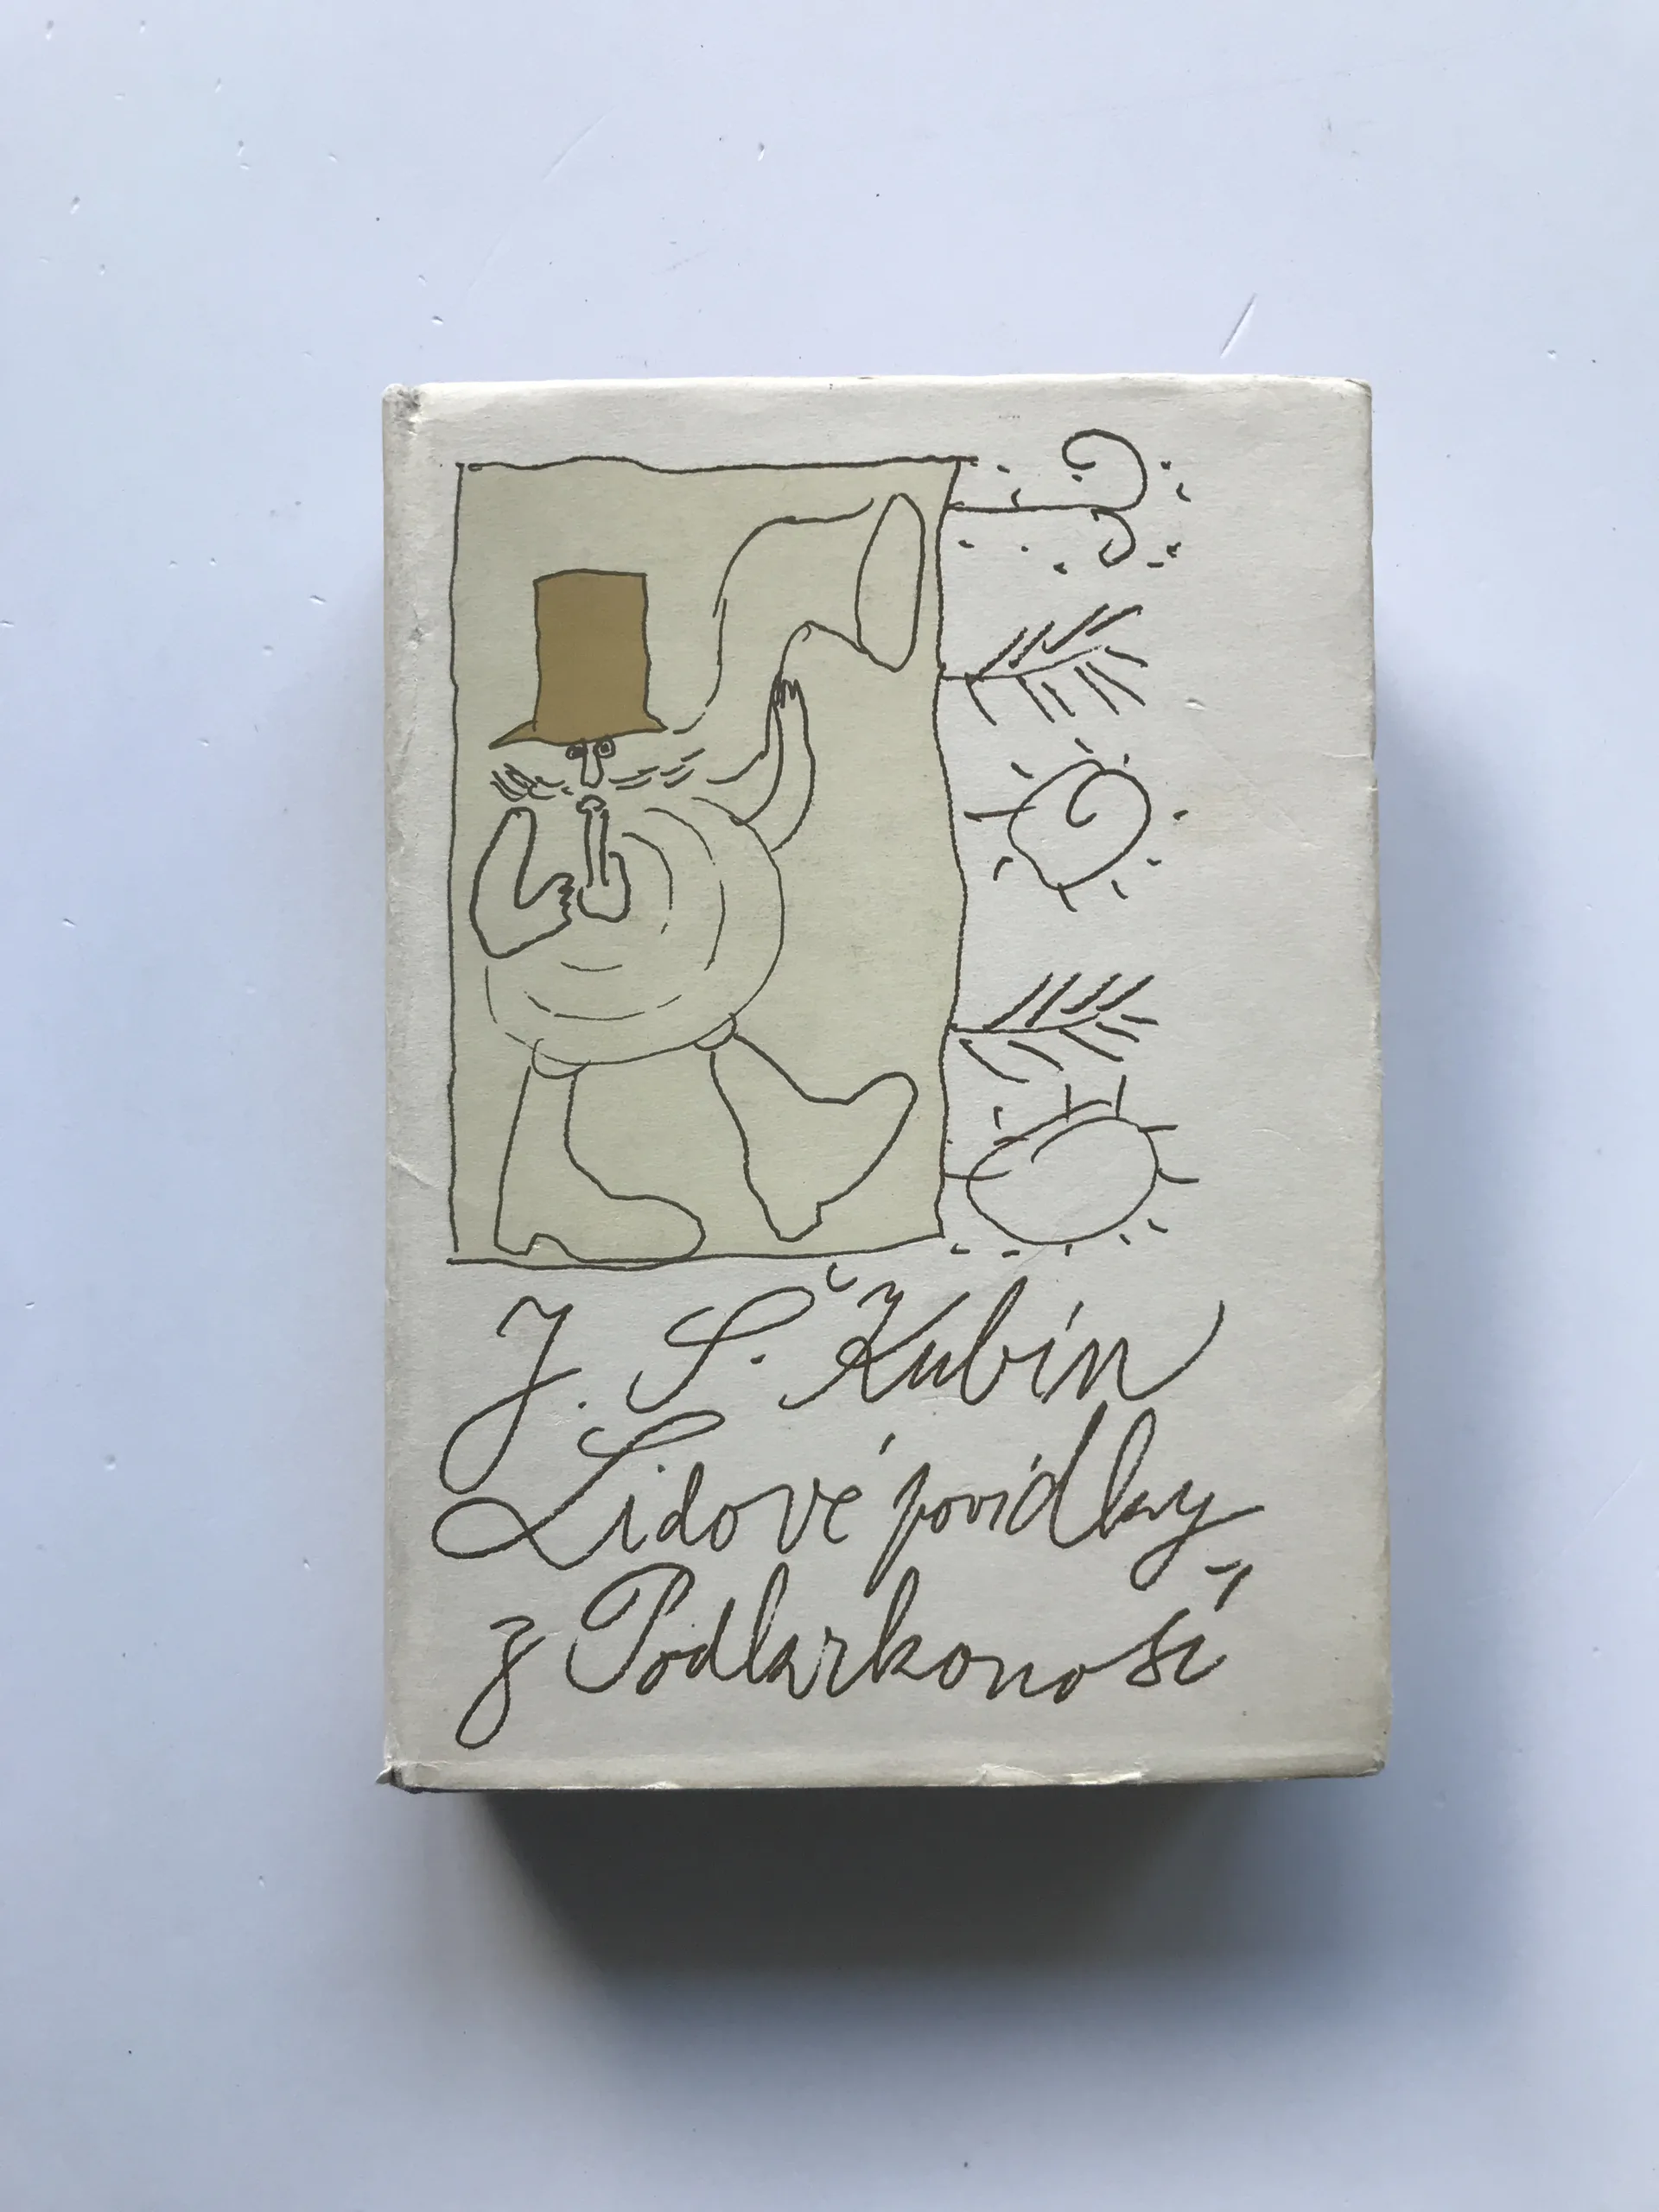 J. Š. Kubín
Lidové povídky
z Podkrkonoší